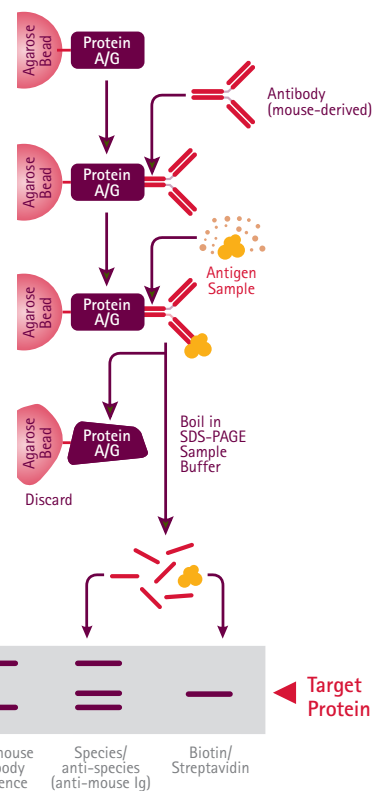 Agarose
Bead
Protein
A/G
Antibody
(mouse-derived)
Agarose
Bead
Protein
A/G
Antigen
Sample
Agarose
Bead
Protein
A/G
Boil in
SDS-PAGE
Sample
Buffer
Agarose
Bead
Protein
A/G
Discard
Target
Protein
Species/
anti-species
(anti-mouse Ig)
Biotin/
Streptavidin